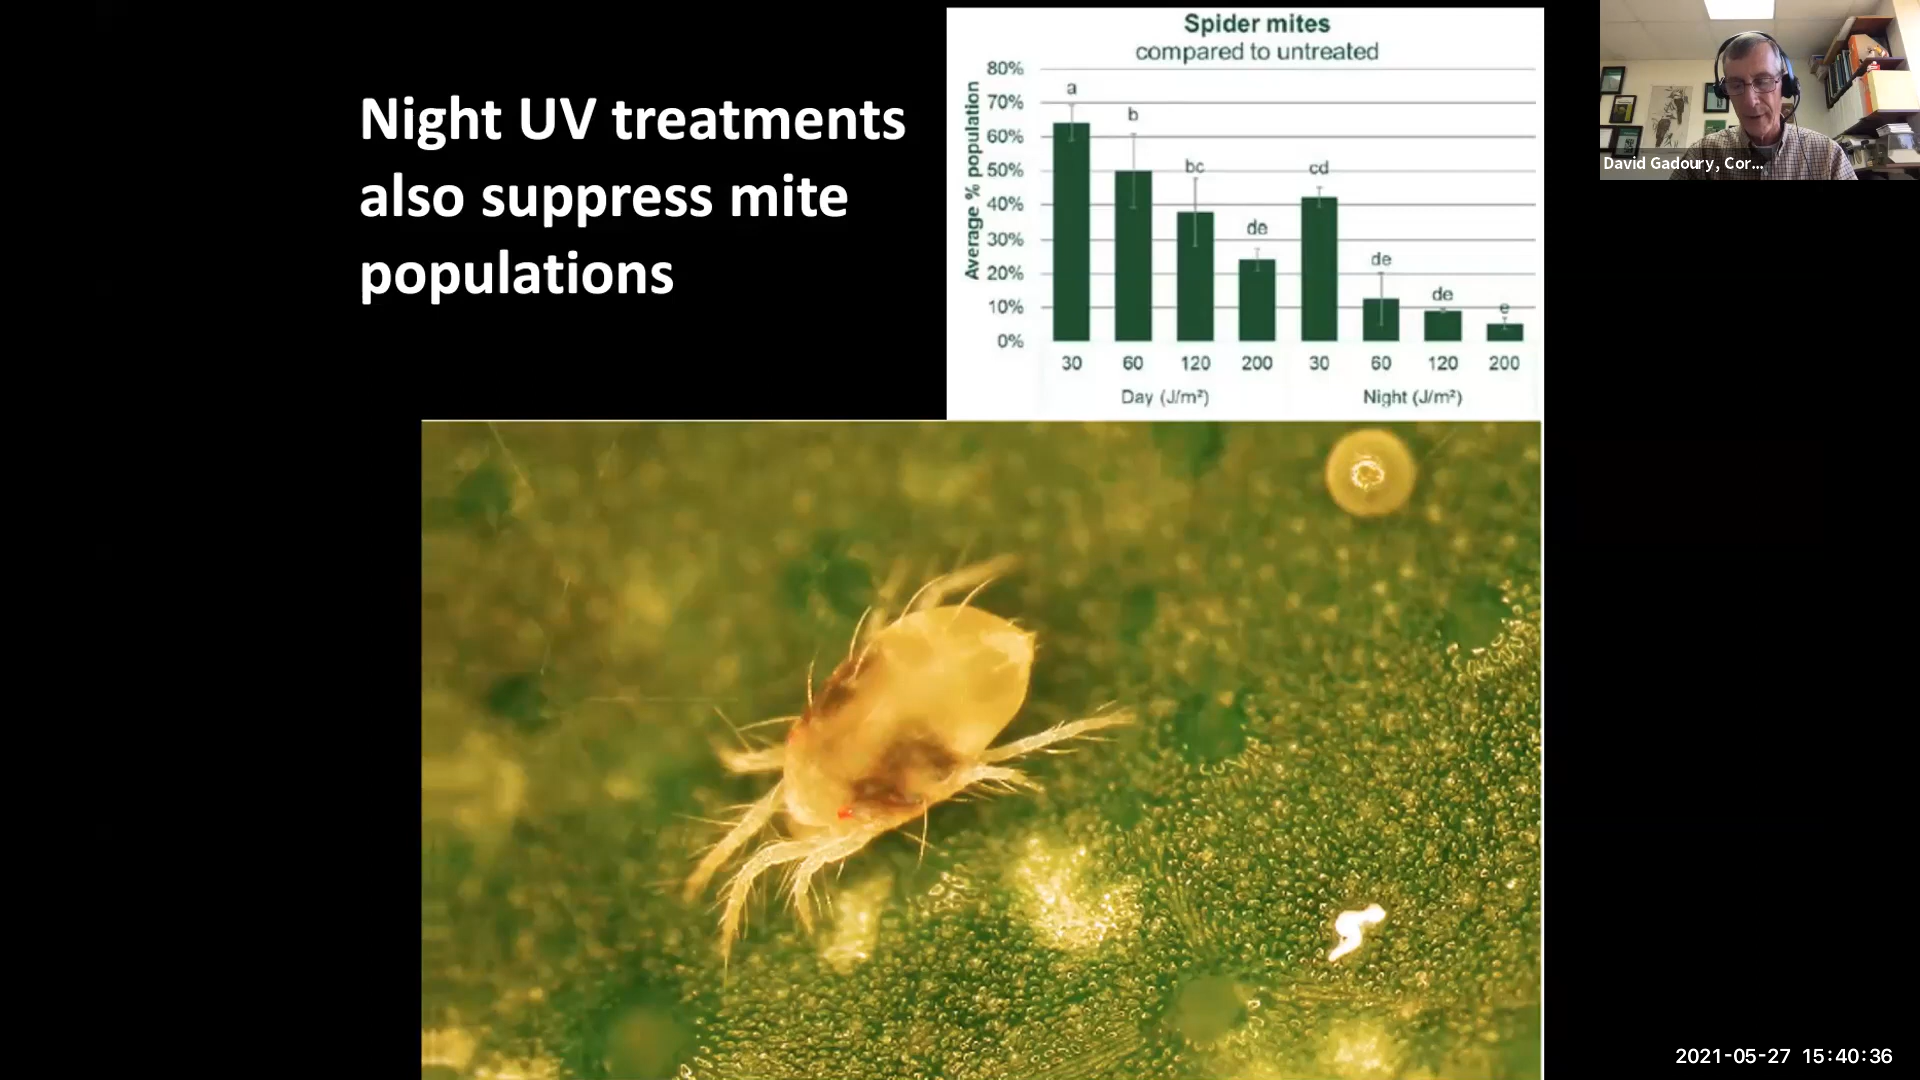 Night UV treatments
also suppress mite
populations
Spider mites
compared to untreated
Average % population
80%
70%
60%
50%
40%
30%
20%
10%
0%
a
b
bc
de
cd
de
de
e
30 60 120 200 30 60 120 200
Day (J/m²) Night (J/m²)
David Gadoury, Cor...
2021-05-27 15:40:36